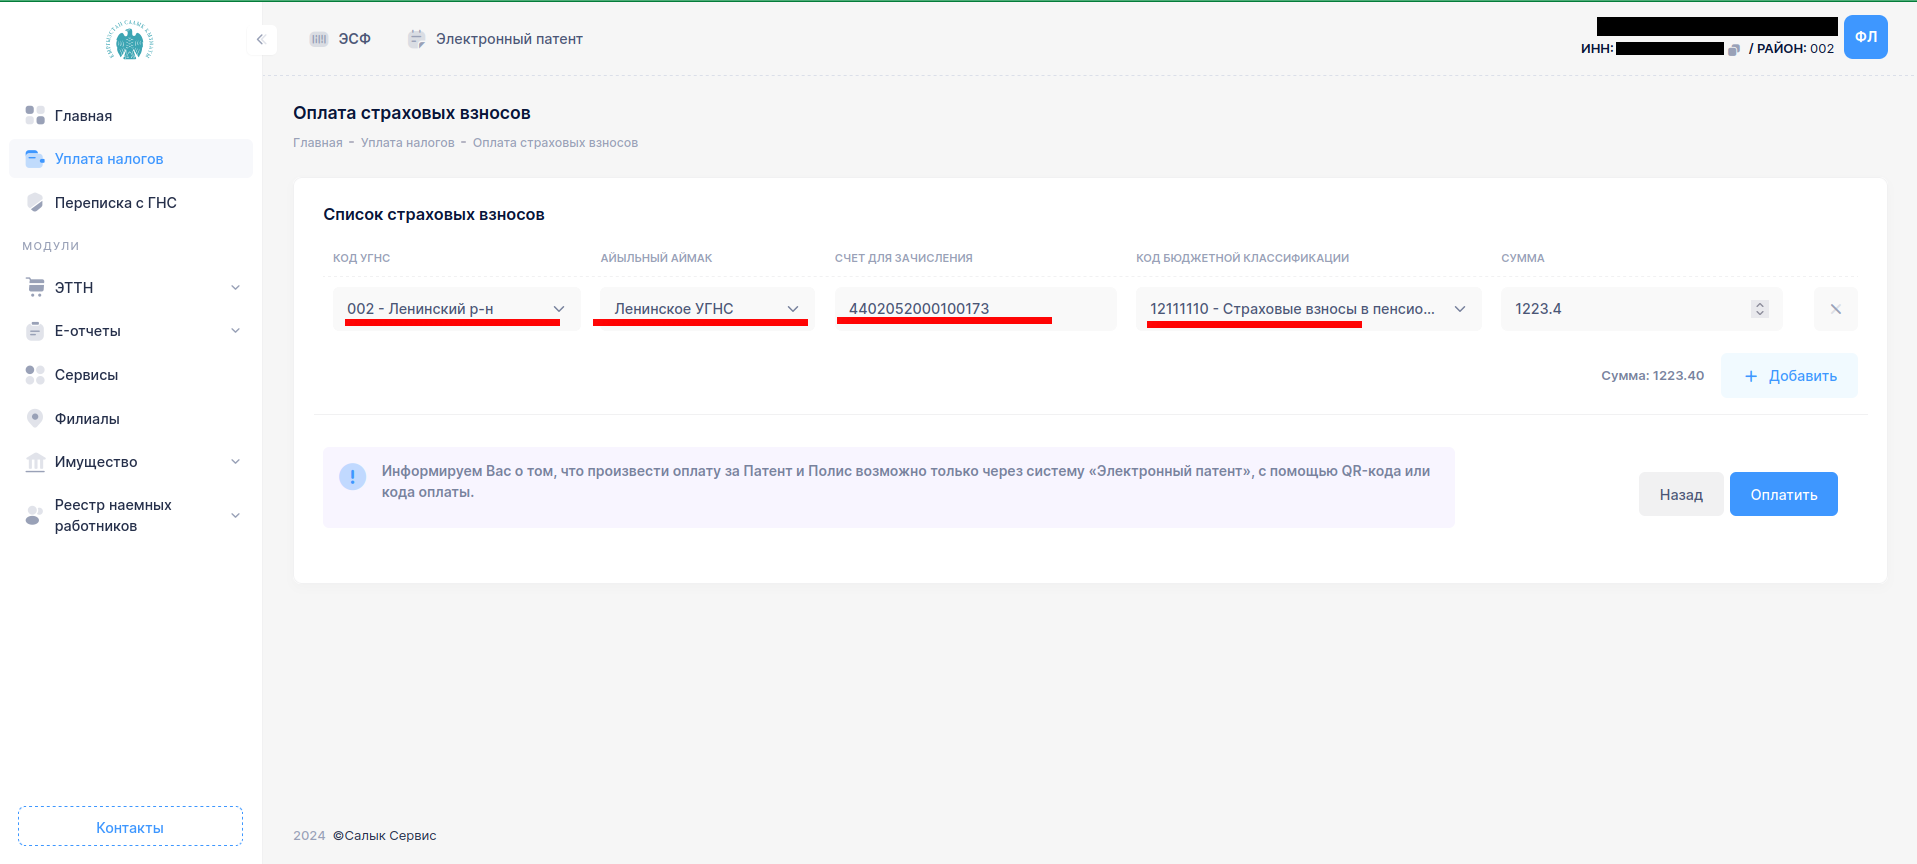 ЭСФ
Электронный патент
ИНН:
/ РАЙОН: 002
ФЛ
Главная
Уплата налогов
Переписка с ГНС
МОДУЛИ
ЭТТН
Е-отчеты
Сервисы
Филиалы
Имущество
Реестр наемных
работников
Контакты
Оплата страховых взносов
Главная - Уплата налогов - Оплата страховых взносов
Список страховых взносов
КОД УГНС АЙЫЛЬНЫЙ АЙМАК СЧЕТ ДЛЯ ЗАЧИСЛЕНИЯ КОД БЮДЖЕТНОЙ КЛАССИФИКАЦИИ СУММА
002 - Ленинский р-н Ленинское УГНС 4402052000100173 12111110 - Страховые взносы в пенсио... 1223.4
Сумма: 1223.40
+ Добавить
Информируем Вас о том, что произвести оплату за Патент и Полис возможно только через систему «Электронный патент», с помощью QR-кода или
кода оплаты.
Назад
Оплатить
2024 ©Салык Сервис